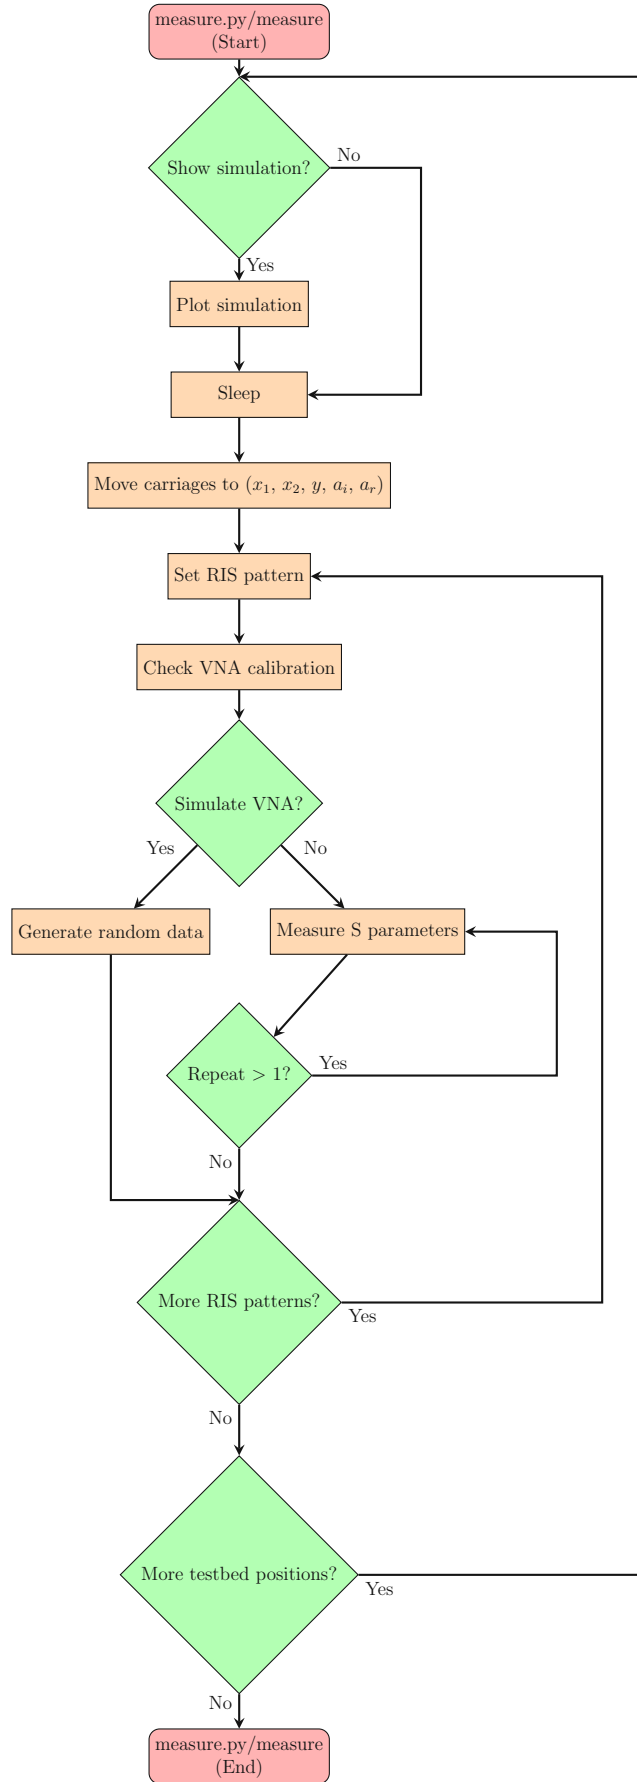 measure.py/measure
(Start)
Show simulation?
No
Yes
Plot simulation
Sleep
Move carriages to (x₁, x₂, y, aᵢ, aᵣ)
Set RIS pattern
Check VNA calibration
Simulate VNA?
Yes
No
Generate random data
Measure S parameters
Repeat > 1?
Yes
No
More RIS patterns?
Yes
No
More testbed positions?
Yes
No
measure.py/measure
(End)